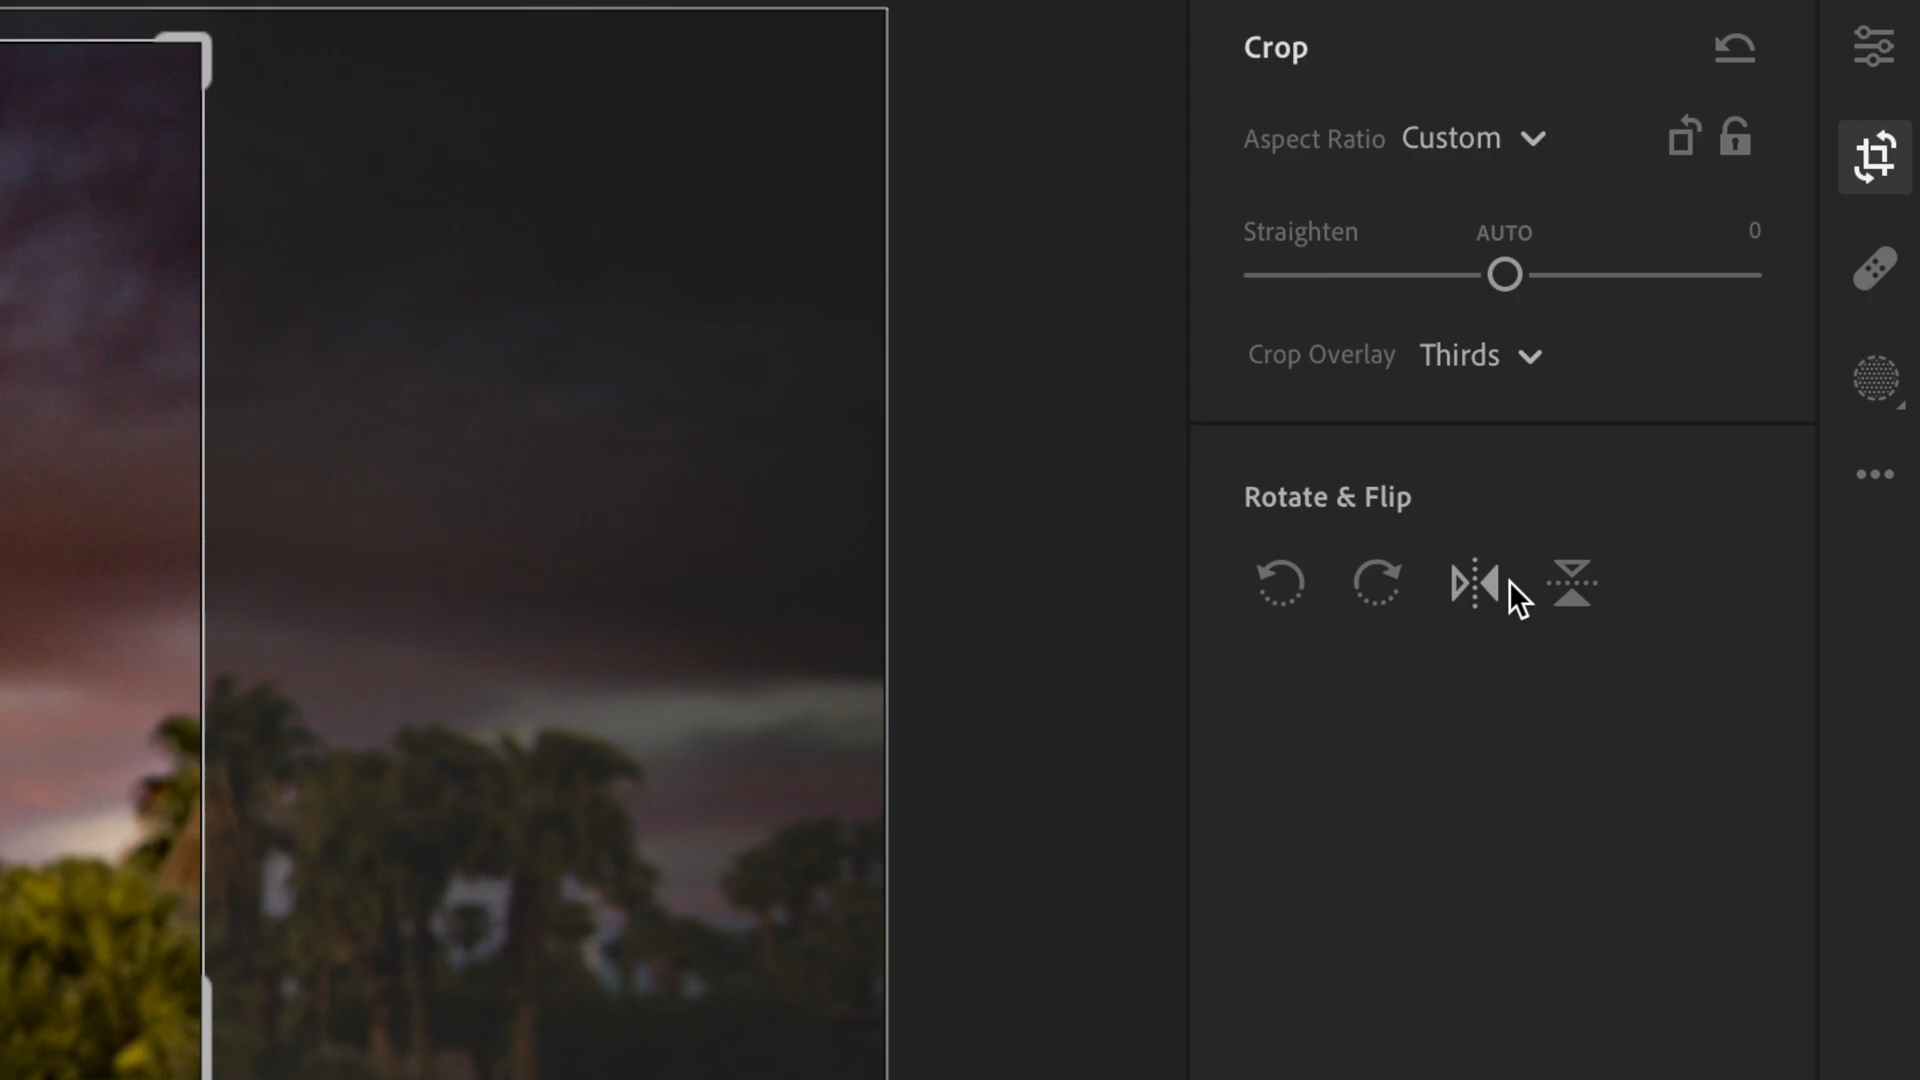 Crop
Aspect Ratio Custom
Straighten AUTO 0
Crop Overlay Thirds
Rotate & Flip